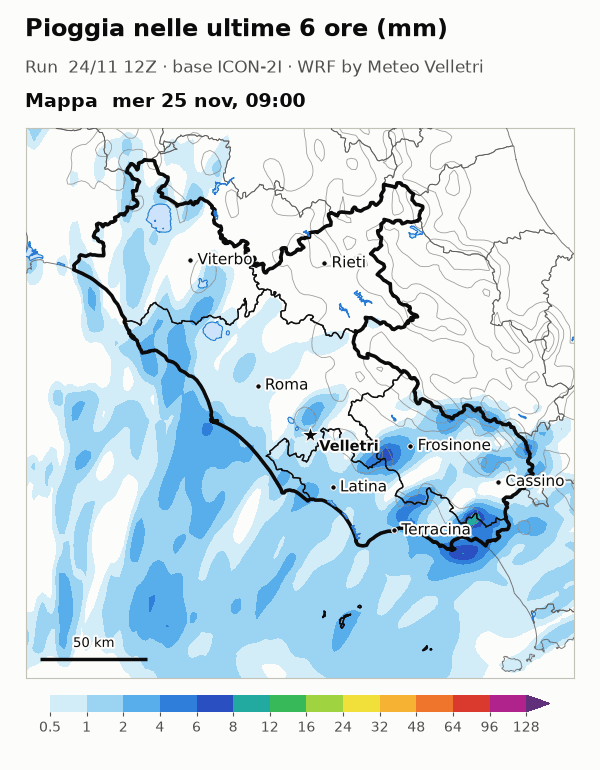 Pioggia nelle ultime 6 ore (mm)
Run 24/11 12Z · base ICON-2I · WRF by Meteo Velletri
Mappa mer 25 nov, 09:00
Viterbo
Rieti
Roma
Velletri
Frosinone
Cassino
Latina
Terracina
50 km
0.5 1 2 4 6 8 12 16 24 32 48 64 96 128